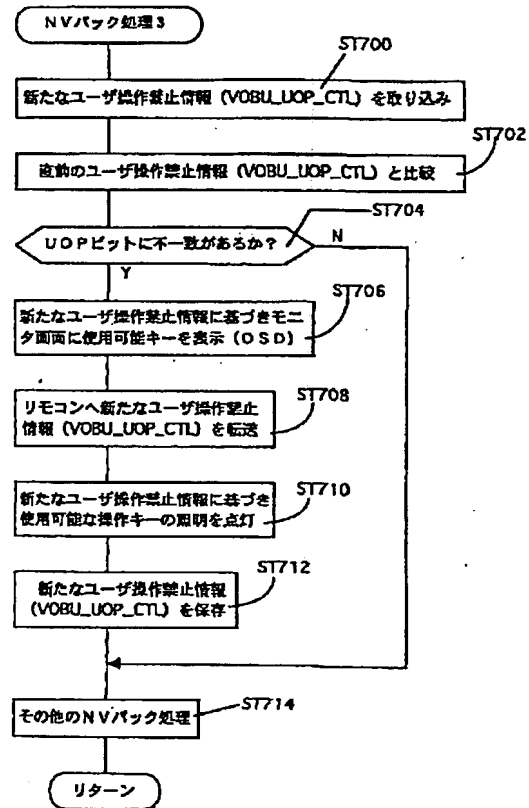 NVパック処理3
ST700
新たなユーザ操作禁止情報(VOBU_UOP_CTL)を取り込み
ST702
直前のユーザ操作禁止情報(VOBU_UOP_CTL)と比較
ST704
UOPビットに不一致があるか?
N
Y
ST706
新たなユーザ操作禁止情報に基づきモニ
タ画面に使用可能キーを表示(OSD)
ST708
リモコンへ新たなユーザ操作禁止
情報(VOBU_UOP_CTL)を転送
ST710
新たなユーザ操作禁止情報に基づき
使用可能な操作キーの照明を点灯
ST712
新たなユーザ操作禁止情報
(VOBU_UOP_CTL)を保存
ST714
その他のNVパック処理
リターン